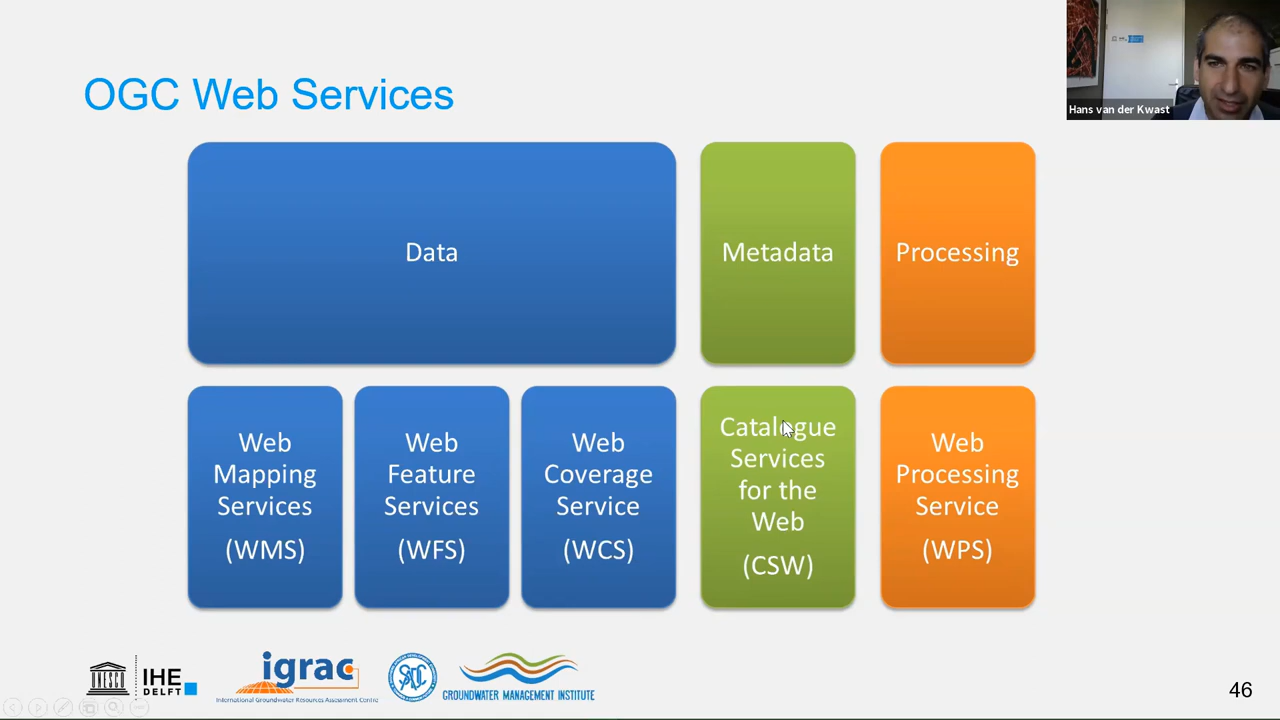 Hans van der Kwast
OGC Web Services
Data
Metadata
Processing
Web
Mapping
Services
(WMS)
Web
Feature
Services
(WFS)
Web
Coverage
Service
(WCS)
Catalogue
Services
for the
Web
(CSW)
Web
Processing
Service
(WPS)
unesco
IHE
DELFT
igrac
International Groundwater Resources Assessment Centre
GROUNDWATER MANAGEMENT INSTITUTE
46